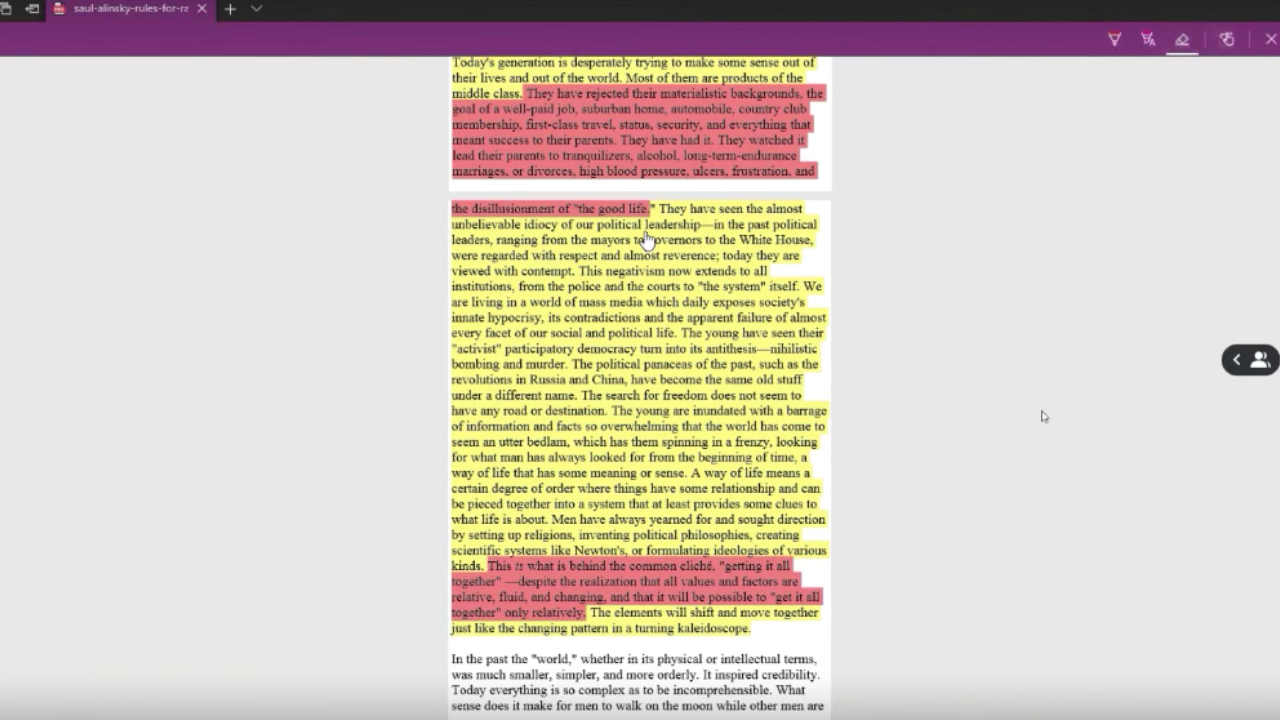 saul-alinsky-rules-for-ra
Today's generation is desperately trying to make some sense out of
their lives and out of the world. Most of them are products of the
middle class. They have rejected their materialistic backgrounds, the
goal of a well-paid job, suburban home, automobile, country club
membership, first-class travel, status, security, and everything that
meant success to their parents. They have had it. They watched it
lead their parents to tranquilizers, alcohol, long-term-endurance
marriages, or divorces, high blood pressure, ulcers, frustration, and
the disillusionment of "the good life." They have seen the almost
unbelievable idiocy of our political leadership—in the past political
leaders, ranging from the mayors to governors to the White House,
were regarded with respect and almost reverence; today they are
viewed with contempt. This negativism now extends to all
institutions, from the police and the courts to "the system" itself. We
are living in a world of mass media which daily exposes society's
innate hypocrisy, its contradictions and the apparent failure of almost
every facet of our social and political life. The young have seen their
"activist" participatory democracy turn into its antithesis—nihilistic
bombing and murder. The political panaceas of the past, such as the
revolutions in Russia and China, have become the same old stuff
under a different name. The search for freedom does not seem to
have any road or destination. The young are inundated with a barrage
of information and facts so overwhelming that the world has come to
seem an utter bedlam, which has them spinning in a frenzy, looking
for what man has always looked for from the beginning of time, a
way of life that has some meaning or sense. A way of life means a
certain degree of order where things have some relationship and can
be pieced together into a system that at least provides some clues to
what life is about. Men have always yearned for and sought direction
by setting up religions, inventing political philosophies, creating
scientific systems like Newton's, or formulating ideologies of various
kinds. This is what is behind the common cliché, "getting it all
together" —despite the realization that all values and factors are
relative, fluid, and changing, and that it will be possible to "get it all
together" only relatively. The elements will shift and move together
just like the changing pattern in a turning kaleidoscope.
In the past the "world," whether in its physical or intellectual terms,
was much smaller, simpler, and more orderly. It inspired credibility.
Today everything is so complex as to be incomprehensible. What
sense does it make for men to walk on the moon while other men are